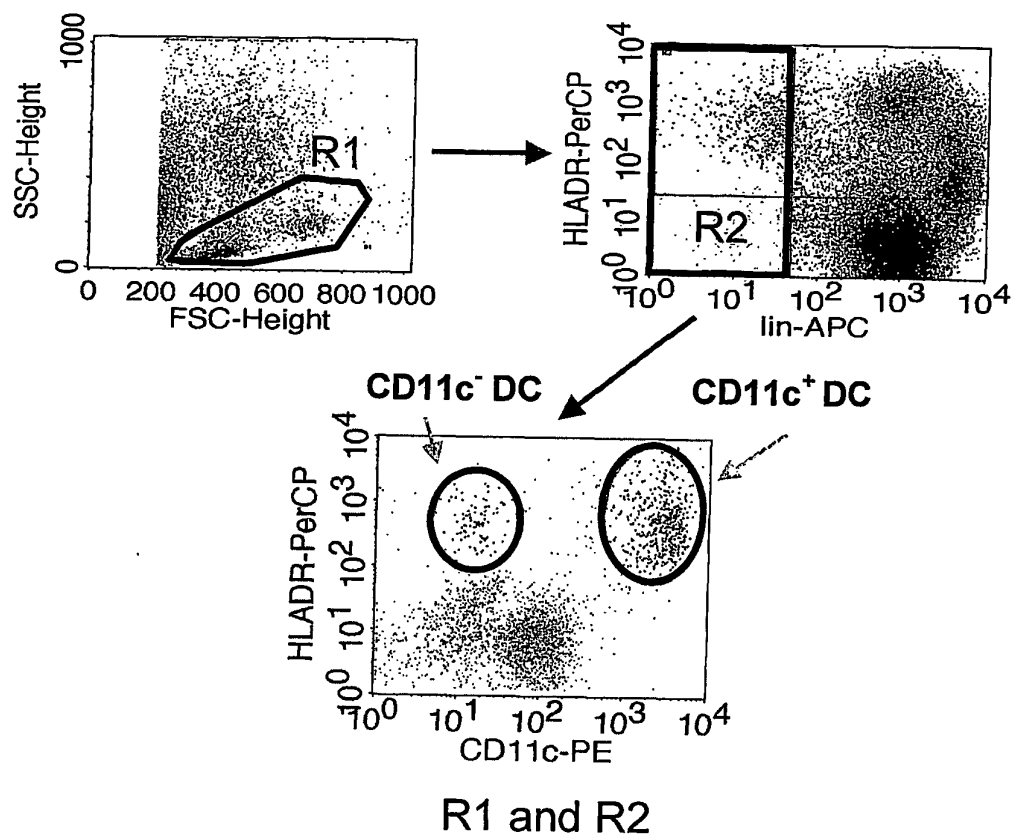 1000
SSC-Height
0
R1
0 200 400 600 800 1000
FSC-Height
10⁴
10³
10²
10¹
10⁰
HLADR-PerCP
R2
10⁰ 10¹ 10² 10³ 10⁴
lin-APC
CD11c⁻ DC
CD11c⁺ DC
10⁴
10³
10²
10¹
10⁰
HLADR-PerCP
10⁰ 10¹ 10² 10³ 10⁴
CD11c-PE
R1 and R2